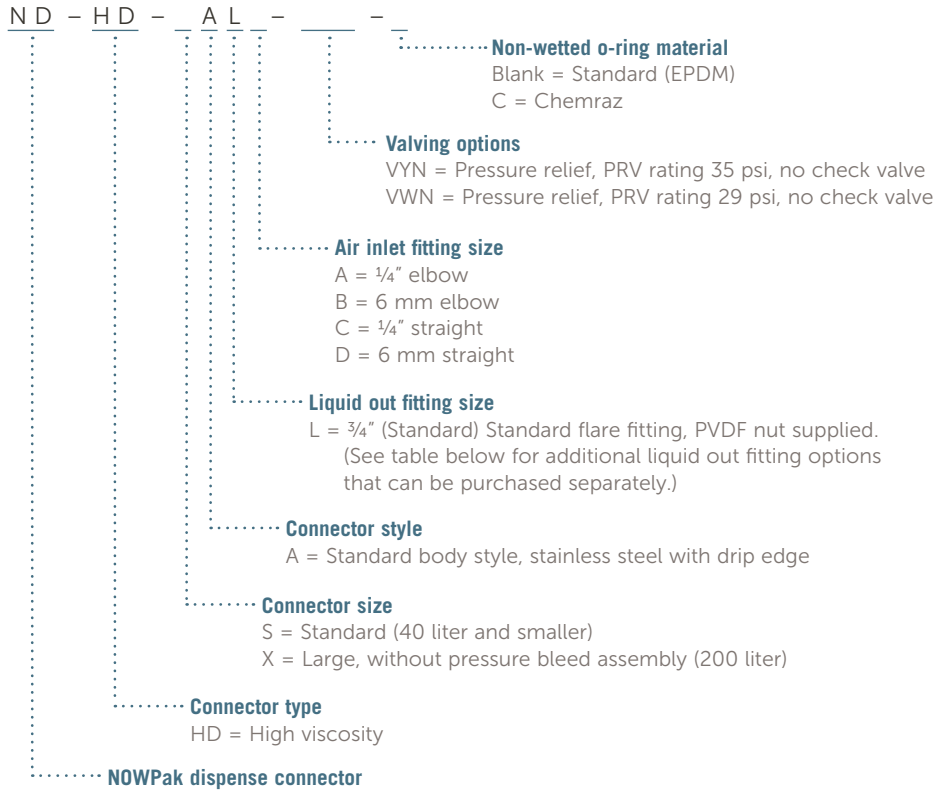 ND – HD – _ AL _ – ___ – _
Non-wetted o-ring material
Blank = Standard (EPDM)
C = Chemraz
Valving options
VYN = Pressure relief, PRV rating 35 psi, no check valve
VWN = Pressure relief, PRV rating 29 psi, no check valve
Air inlet fitting size
A = ¼" elbow
B = 6 mm elbow
C = ¼" straight
D = 6 mm straight
Liquid out fitting size
L = ¾" (Standard) Standard flare fitting, PVDF nut supplied.
(See table below for additional liquid out fitting options
that can be purchased separately.)
Connector style
A = Standard body style, stainless steel with drip edge
Connector size
S = Standard (40 liter and smaller)
X = Large, without pressure bleed assembly (200 liter)
Connector type
HD = High viscosity
NOWPak dispense connector